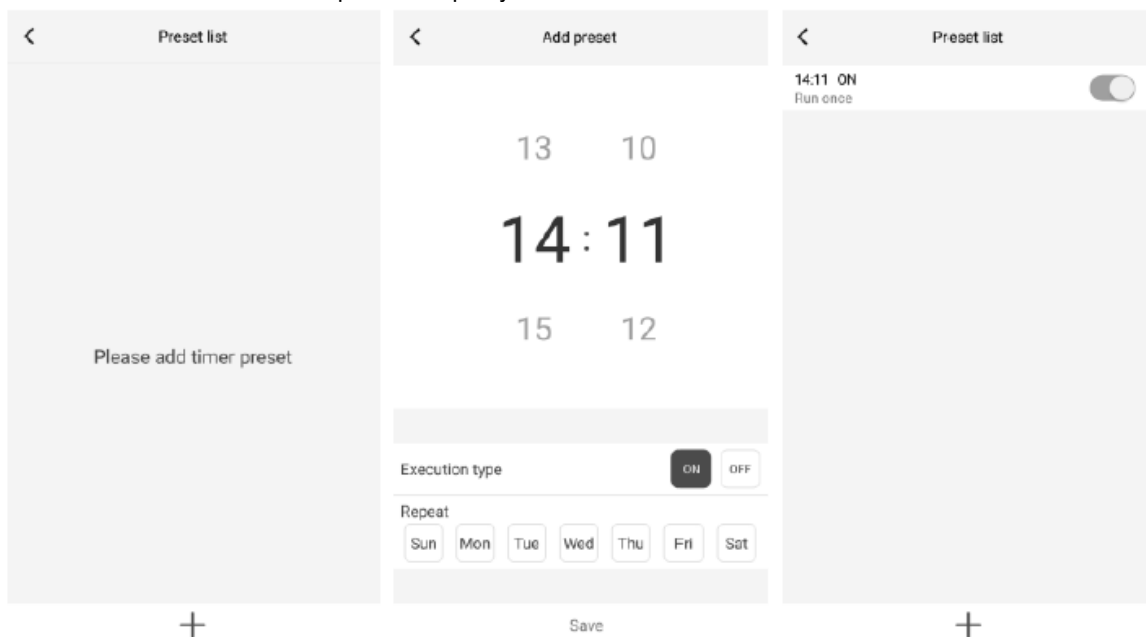 Preset list
Please add timer preset
+
Add preset
13 10
14 : 11
15 12
Execution type ON OFF
Repeat
Sun Mon Tue Wed Thu Fri Sat
Save
Preset list
14:11 ON
Run once
+